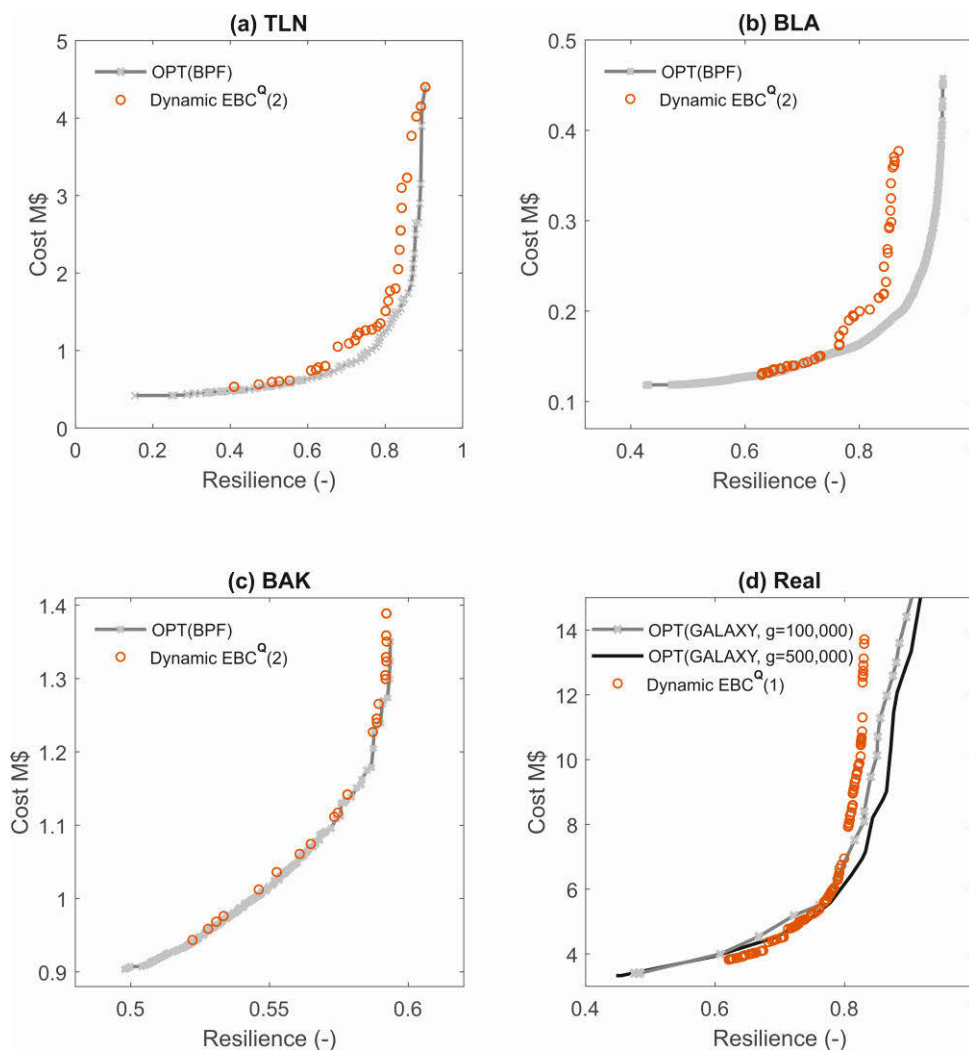 (a) TLN
5
4
3
2
1
0
Cost M$
OPT(BPF)
Dynamic EBC^Q(2)
0 0.2 0.4 0.6 0.8 1
Resilience (-)
(b) BLA
0.5
0.4
0.3
0.2
0.1
Cost M$
OPT(BPF)
Dynamic EBC^Q(2)
0.4 0.6 0.8
Resilience (-)
(c) BAK
1.4
1.3
1.2
1.1
1
0.9
Cost M$
OPT(BPF)
Dynamic EBC^Q(2)
0.5 0.55 0.6
Resilience (-)
(d) Real
14
12
10
8
6
4
Cost M$
OPT(GALAXY, g=100,000)
OPT(GALAXY, g=500,000)
Dynamic EBC^Q(1)
0.4 0.6 0.8
Resilience (-)